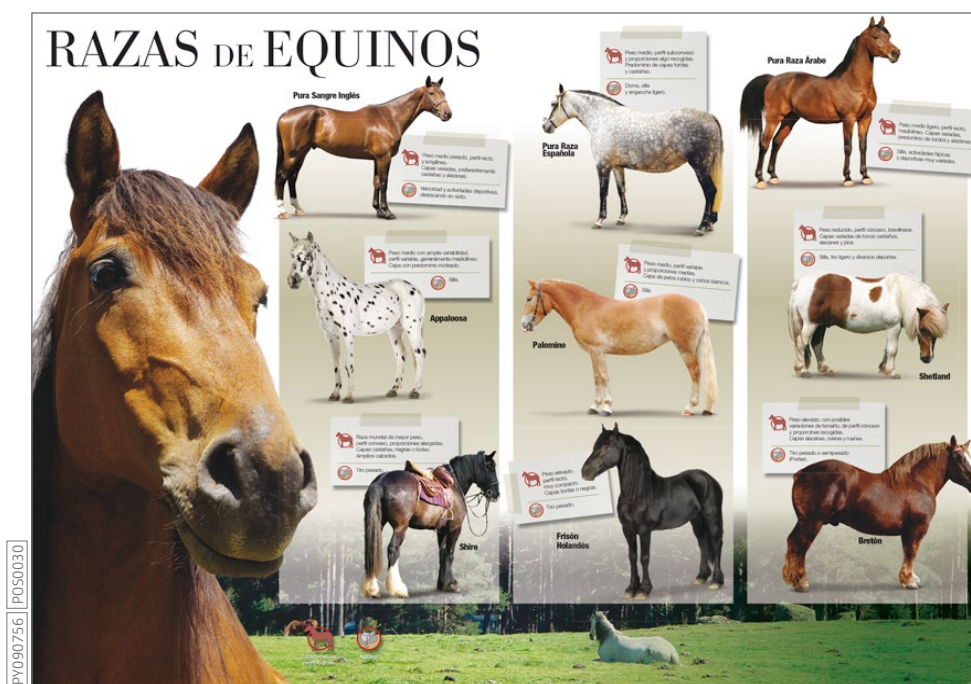 RAZAS DE EQUINOS
Pura Sangre Inglés
Peso medio pesado, perfil recto
y longilíneo.
Capas variadas, preferentemente
castañas y alazanas.
Velocidad y actividades deportivas,
destacando en salto.
Peso medio, perfil subconvexo
y proporciones algo recogidas.
Predominio de capas tordas
y castañas.
Doma, silla
y enganche ligero.
Pura Raza
Española
Pura Raza Árabe
Peso medio ligero, perfil recto,
mediolíneo. Capas variadas,
predominio de tordos y alazanes.
Silla, actividades hípicas
y deportivas muy variadas.
Peso medio con amplia variabilidad,
perfil variable, generalmente mediolíneo.
Capa con predominio moteado.
Silla.
Appaloosa
Peso medio, perfil variable
y proporciones medias.
Capa de pelos rubios y cabos blancos.
Silla.
Palomino
Peso reducido, perfil cóncavo, brevilíneos.
Capas variadas de tonos castaños,
alazanes y píos.
Silla, tiro ligero y diversos deportes.
Shetland
Raza mundial de mayor peso,
perfil convexo, proporciones alargadas.
Capas castañas, negras o tordas.
Amplios calzados.
Tiro pesado.
Shire
Peso elevado,
perfil recto,
muy compacto.
Capas tordas o negras.
Tiro pesado.
Frisón
Holandés
Peso elevado, con posibles
variaciones de tamaño, de perfil cóncavo
y proporciones recogidas.
Capas alazanas, overas y ruanas.
Tiro pesado o semipesado
(Postier).
Bretón
PY090756 POS0030